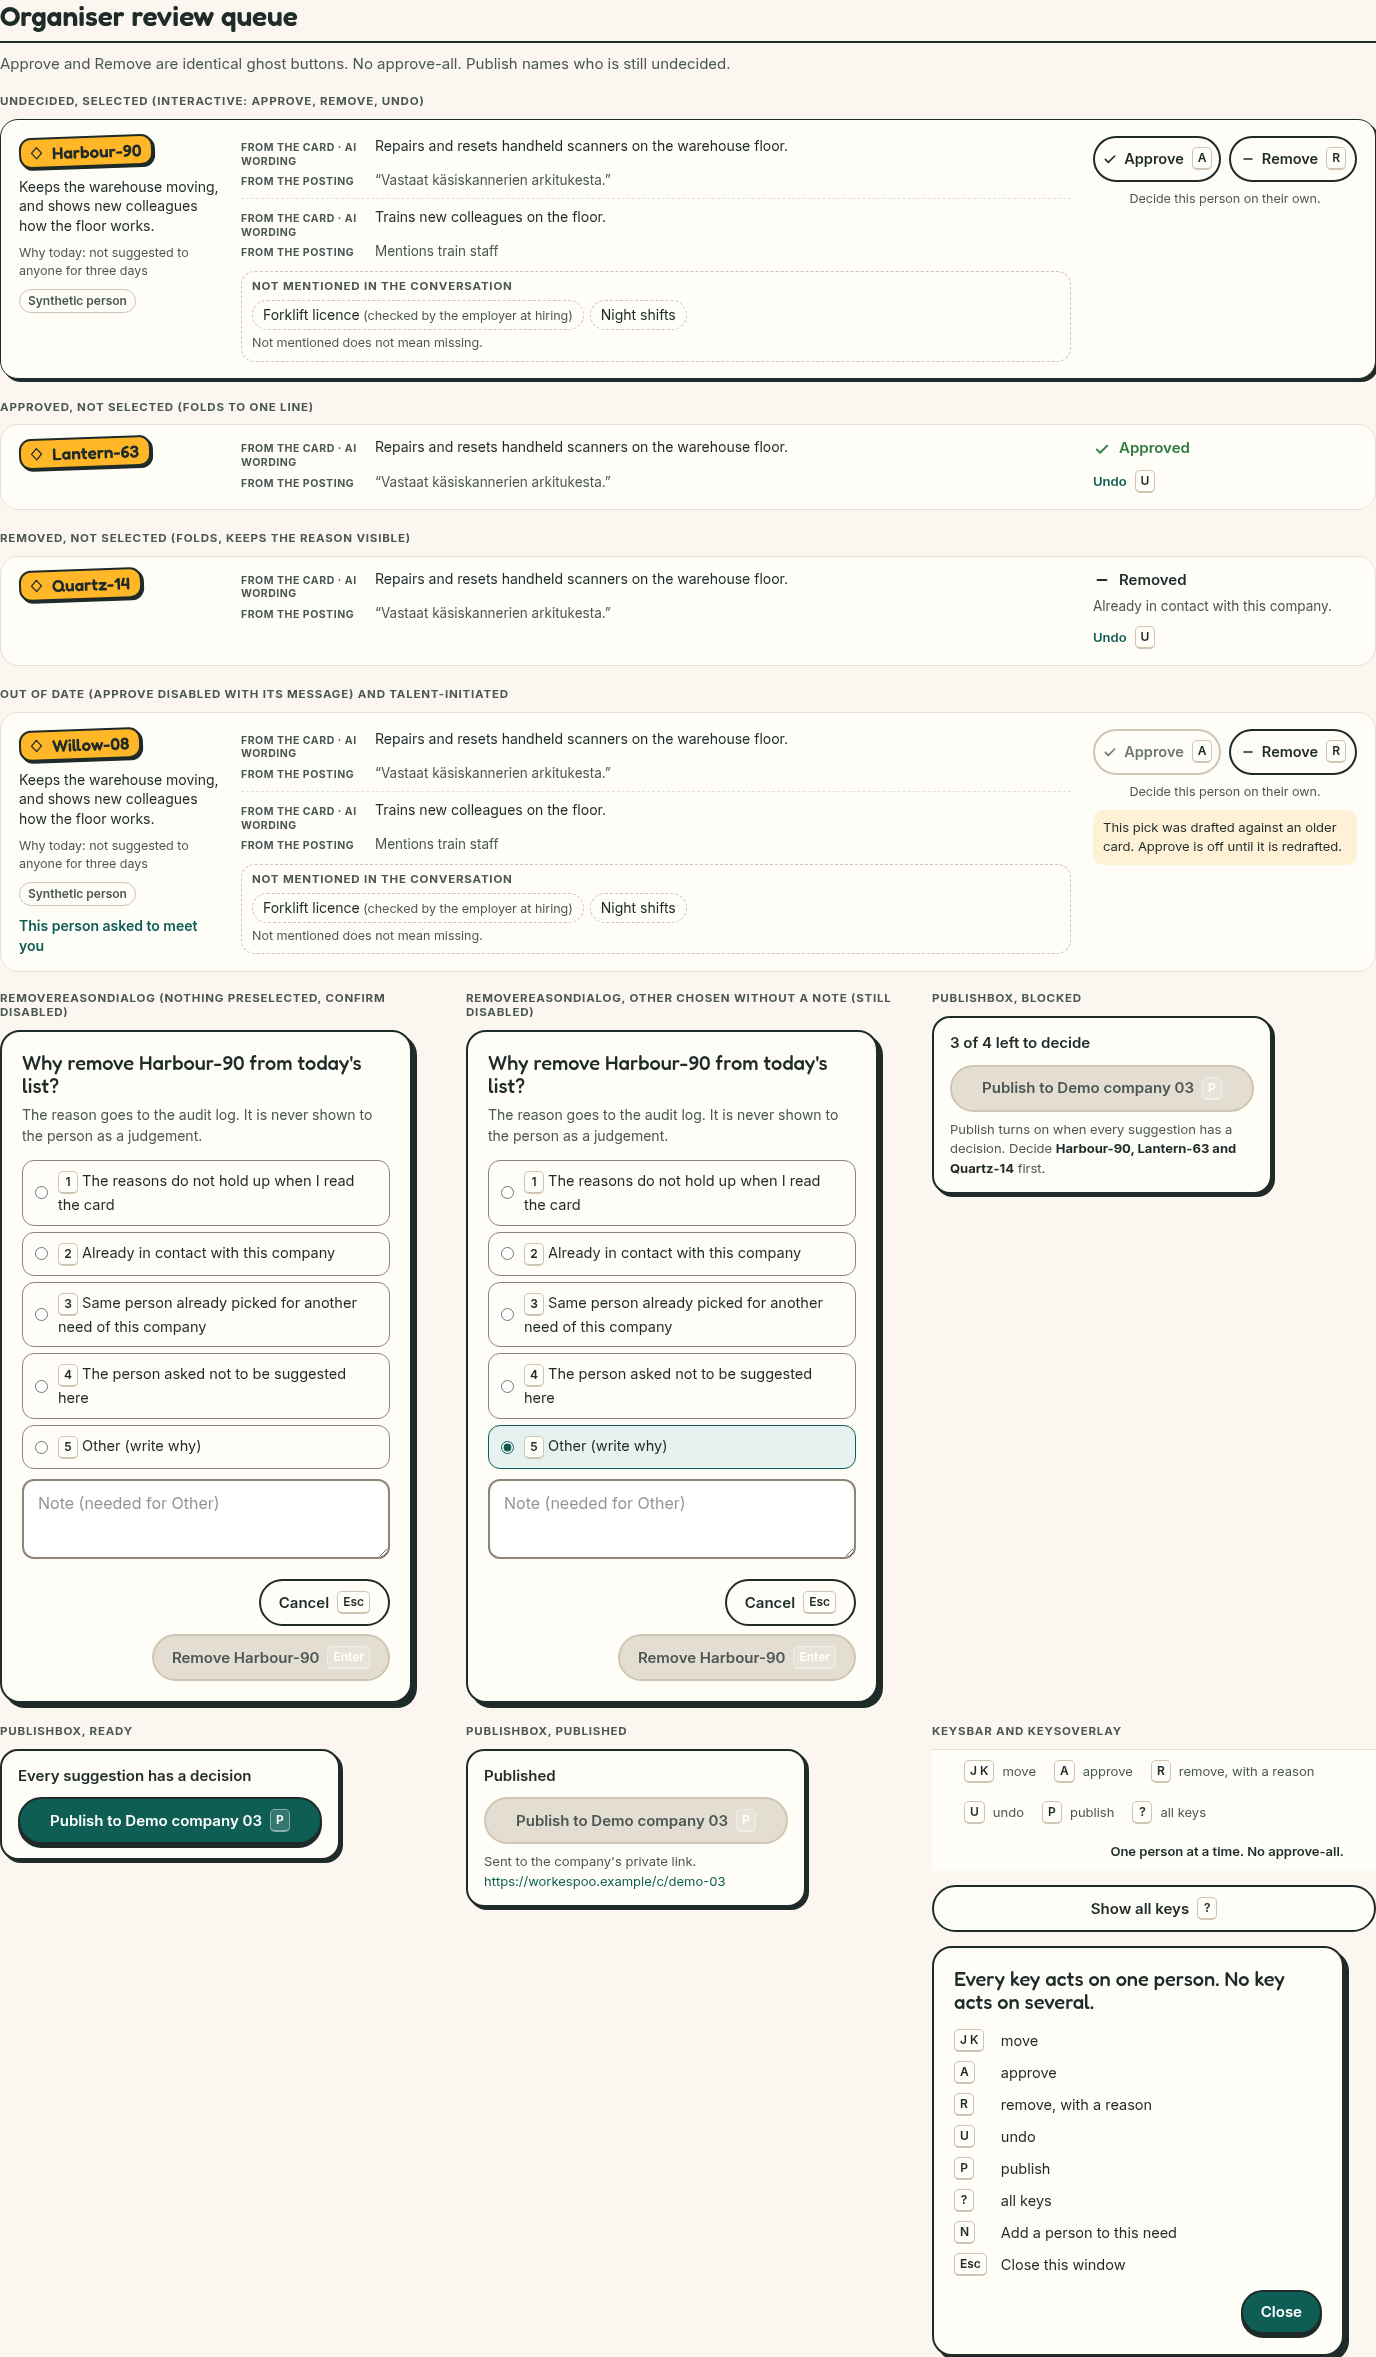 Organiser review queue
Approve and Remove are identical ghost buttons. No approve-all. Publish names who is still undecided.
UNDECIDED, SELECTED (INTERACTIVE: APPROVE, REMOVE, UNDO)
Harbour-90
Keeps the warehouse moving,
and shows new colleagues
how the floor works.
Why today: not suggested to
anyone for three days
Synthetic person
FROM THE CARD · AI
WORDING
Repairs and resets handheld scanners on the warehouse floor.
FROM THE POSTING
“Vastaat käsiskannerien arkitukesta.”
FROM THE CARD · AI
WORDING
Trains new colleagues on the floor.
FROM THE POSTING
Mentions train staff
NOT MENTIONED IN THE CONVERSATION
Forklift licence (checked by the employer at hiring)
Night shifts
Not mentioned does not mean missing.
Approve A
Remove R
Decide this person on their own.
APPROVED, NOT SELECTED (FOLDS TO ONE LINE)
Lantern-63
FROM THE CARD · AI
WORDING
Repairs and resets handheld scanners on the warehouse floor.
FROM THE POSTING
“Vastaat käsiskannerien arkitukesta.”
Approved
Undo U
REMOVED, NOT SELECTED (FOLDS, KEEPS THE REASON VISIBLE)
Quartz-14
FROM THE CARD · AI
WORDING
Repairs and resets handheld scanners on the warehouse floor.
FROM THE POSTING
“Vastaat käsiskannerien arkitukesta.”
Removed
Already in contact with this company.
Undo U
OUT OF DATE (APPROVE DISABLED WITH ITS MESSAGE) AND TALENT-INITIATED
Willow-08
Keeps the warehouse moving,
and shows new colleagues
how the floor works.
Why today: not suggested to
anyone for three days
Synthetic person
This person asked to meet
you
FROM THE CARD · AI
WORDING
Repairs and resets handheld scanners on the warehouse floor.
FROM THE POSTING
“Vastaat käsiskannerien arkitukesta.”
FROM THE CARD · AI
WORDING
Trains new colleagues on the floor.
FROM THE POSTING
Mentions train staff
NOT MENTIONED IN THE CONVERSATION
Forklift licence (checked by the employer at hiring)
Night shifts
Not mentioned does not mean missing.
Approve A
Remove R
Decide this person on their own.
This pick was drafted against an older
card. Approve is off until it is redrafted.
REMOVEREASONDIALOG (NOTHING PRESELECTED, CONFIRM
DISABLED)
Why remove Harbour-90 from today's
list?
The reason goes to the audit log. It is never shown to
the person as a judgement.
1 The reasons do not hold up when I read
the card
2 Already in contact with this company
3 Same person already picked for another
need of this company
4 The person asked not to be suggested
here
5 Other (write why)
Note (needed for Other)
Cancel Esc
Remove Harbour-90 Enter
REMOVEREASONDIALOG, OTHER CHOSEN WITHOUT A NOTE (STILL
DISABLED)
Why remove Harbour-90 from today's
list?
The reason goes to the audit log. It is never shown to
the person as a judgement.
1 The reasons do not hold up when I read
the card
2 Already in contact with this company
3 Same person already picked for another
need of this company
4 The person asked not to be suggested
here
5 Other (write why)
Note (needed for Other)
Cancel Esc
Remove Harbour-90 Enter
PUBLISHBOX, BLOCKED
3 of 4 left to decide
Publish to Demo company 03 P
Publish turns on when every suggestion has a
decision. Decide Harbour-90, Lantern-63 and
Quartz-14 first.
PUBLISHBOX, READY
Every suggestion has a decision
Publish to Demo company 03 P
PUBLISHBOX, PUBLISHED
Published
Publish to Demo company 03 P
Sent to the company's private link.
https://workespoo.example/c/demo-03
KEYSBAR AND KEYSOVERLAY
J K move A approve R remove, with a reason
U undo P publish ? all keys
One person at a time. No approve-all.
Show all keys ?
Every key acts on one person. No key
acts on several.
J K move
A approve
R remove, with a reason
U undo
P publish
? all keys
N Add a person to this need
Esc Close this window
Close